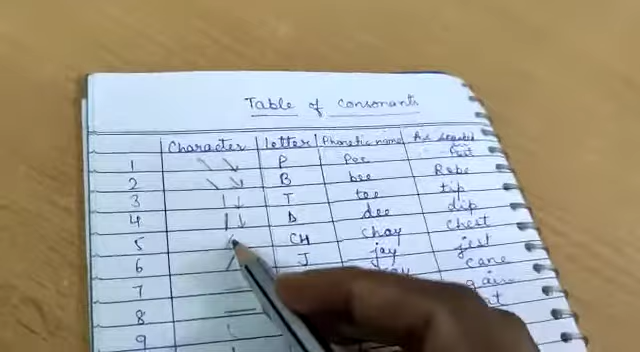 Table of consonants
Character Letter Phonetic name As sounded in
1 P Pee
2 B bee Robe
3 T tee tip
4 D dee dip
5 CH chay chest
6 J jay jest
7 cane
8
9